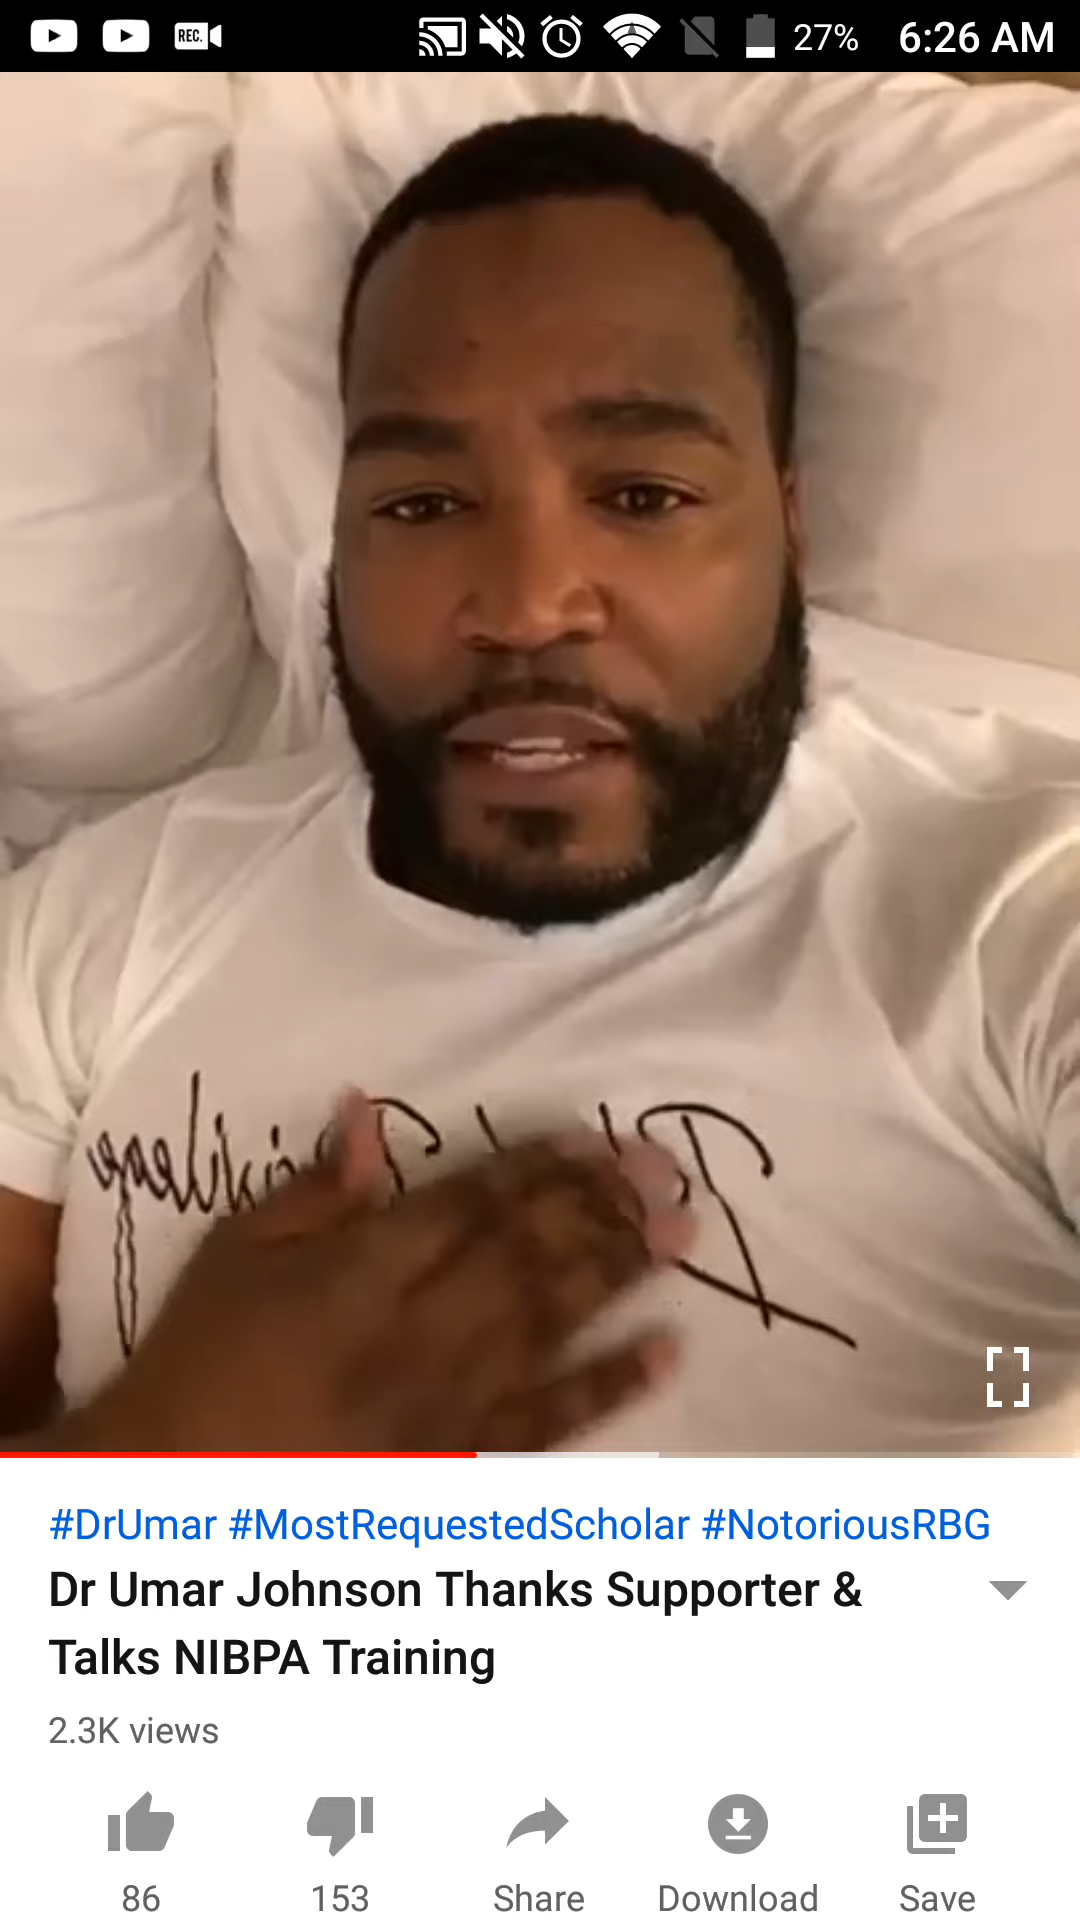 REC. 27% 6:26 AM
#DrUmar #MostRequestedScholar #NotoriousRBG
Dr Umar Johnson Thanks Supporter &
Talks NIBPA Training
2.3K views
86 153 Share Download Save